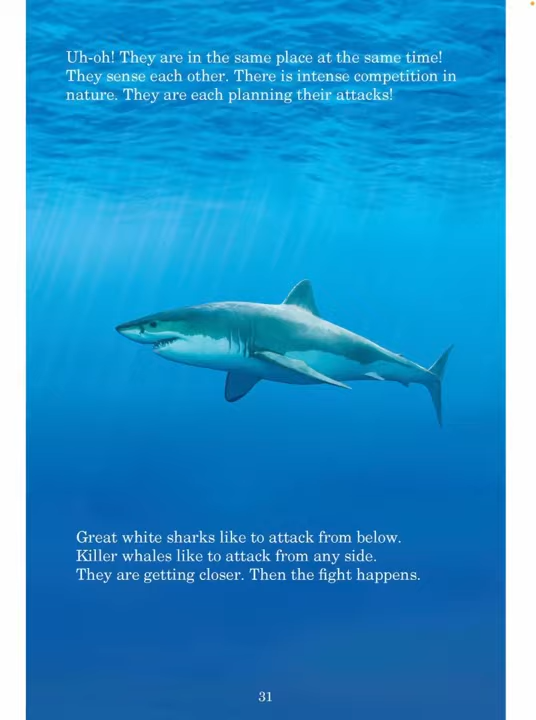 Uh-oh! They are in the same place at the same time!
They sense each other. There is intense competition in
nature. They are each planning their attacks!
Great white sharks like to attack from below.
Killer whales like to attack from any side.
They are getting closer. Then the fight happens.
31